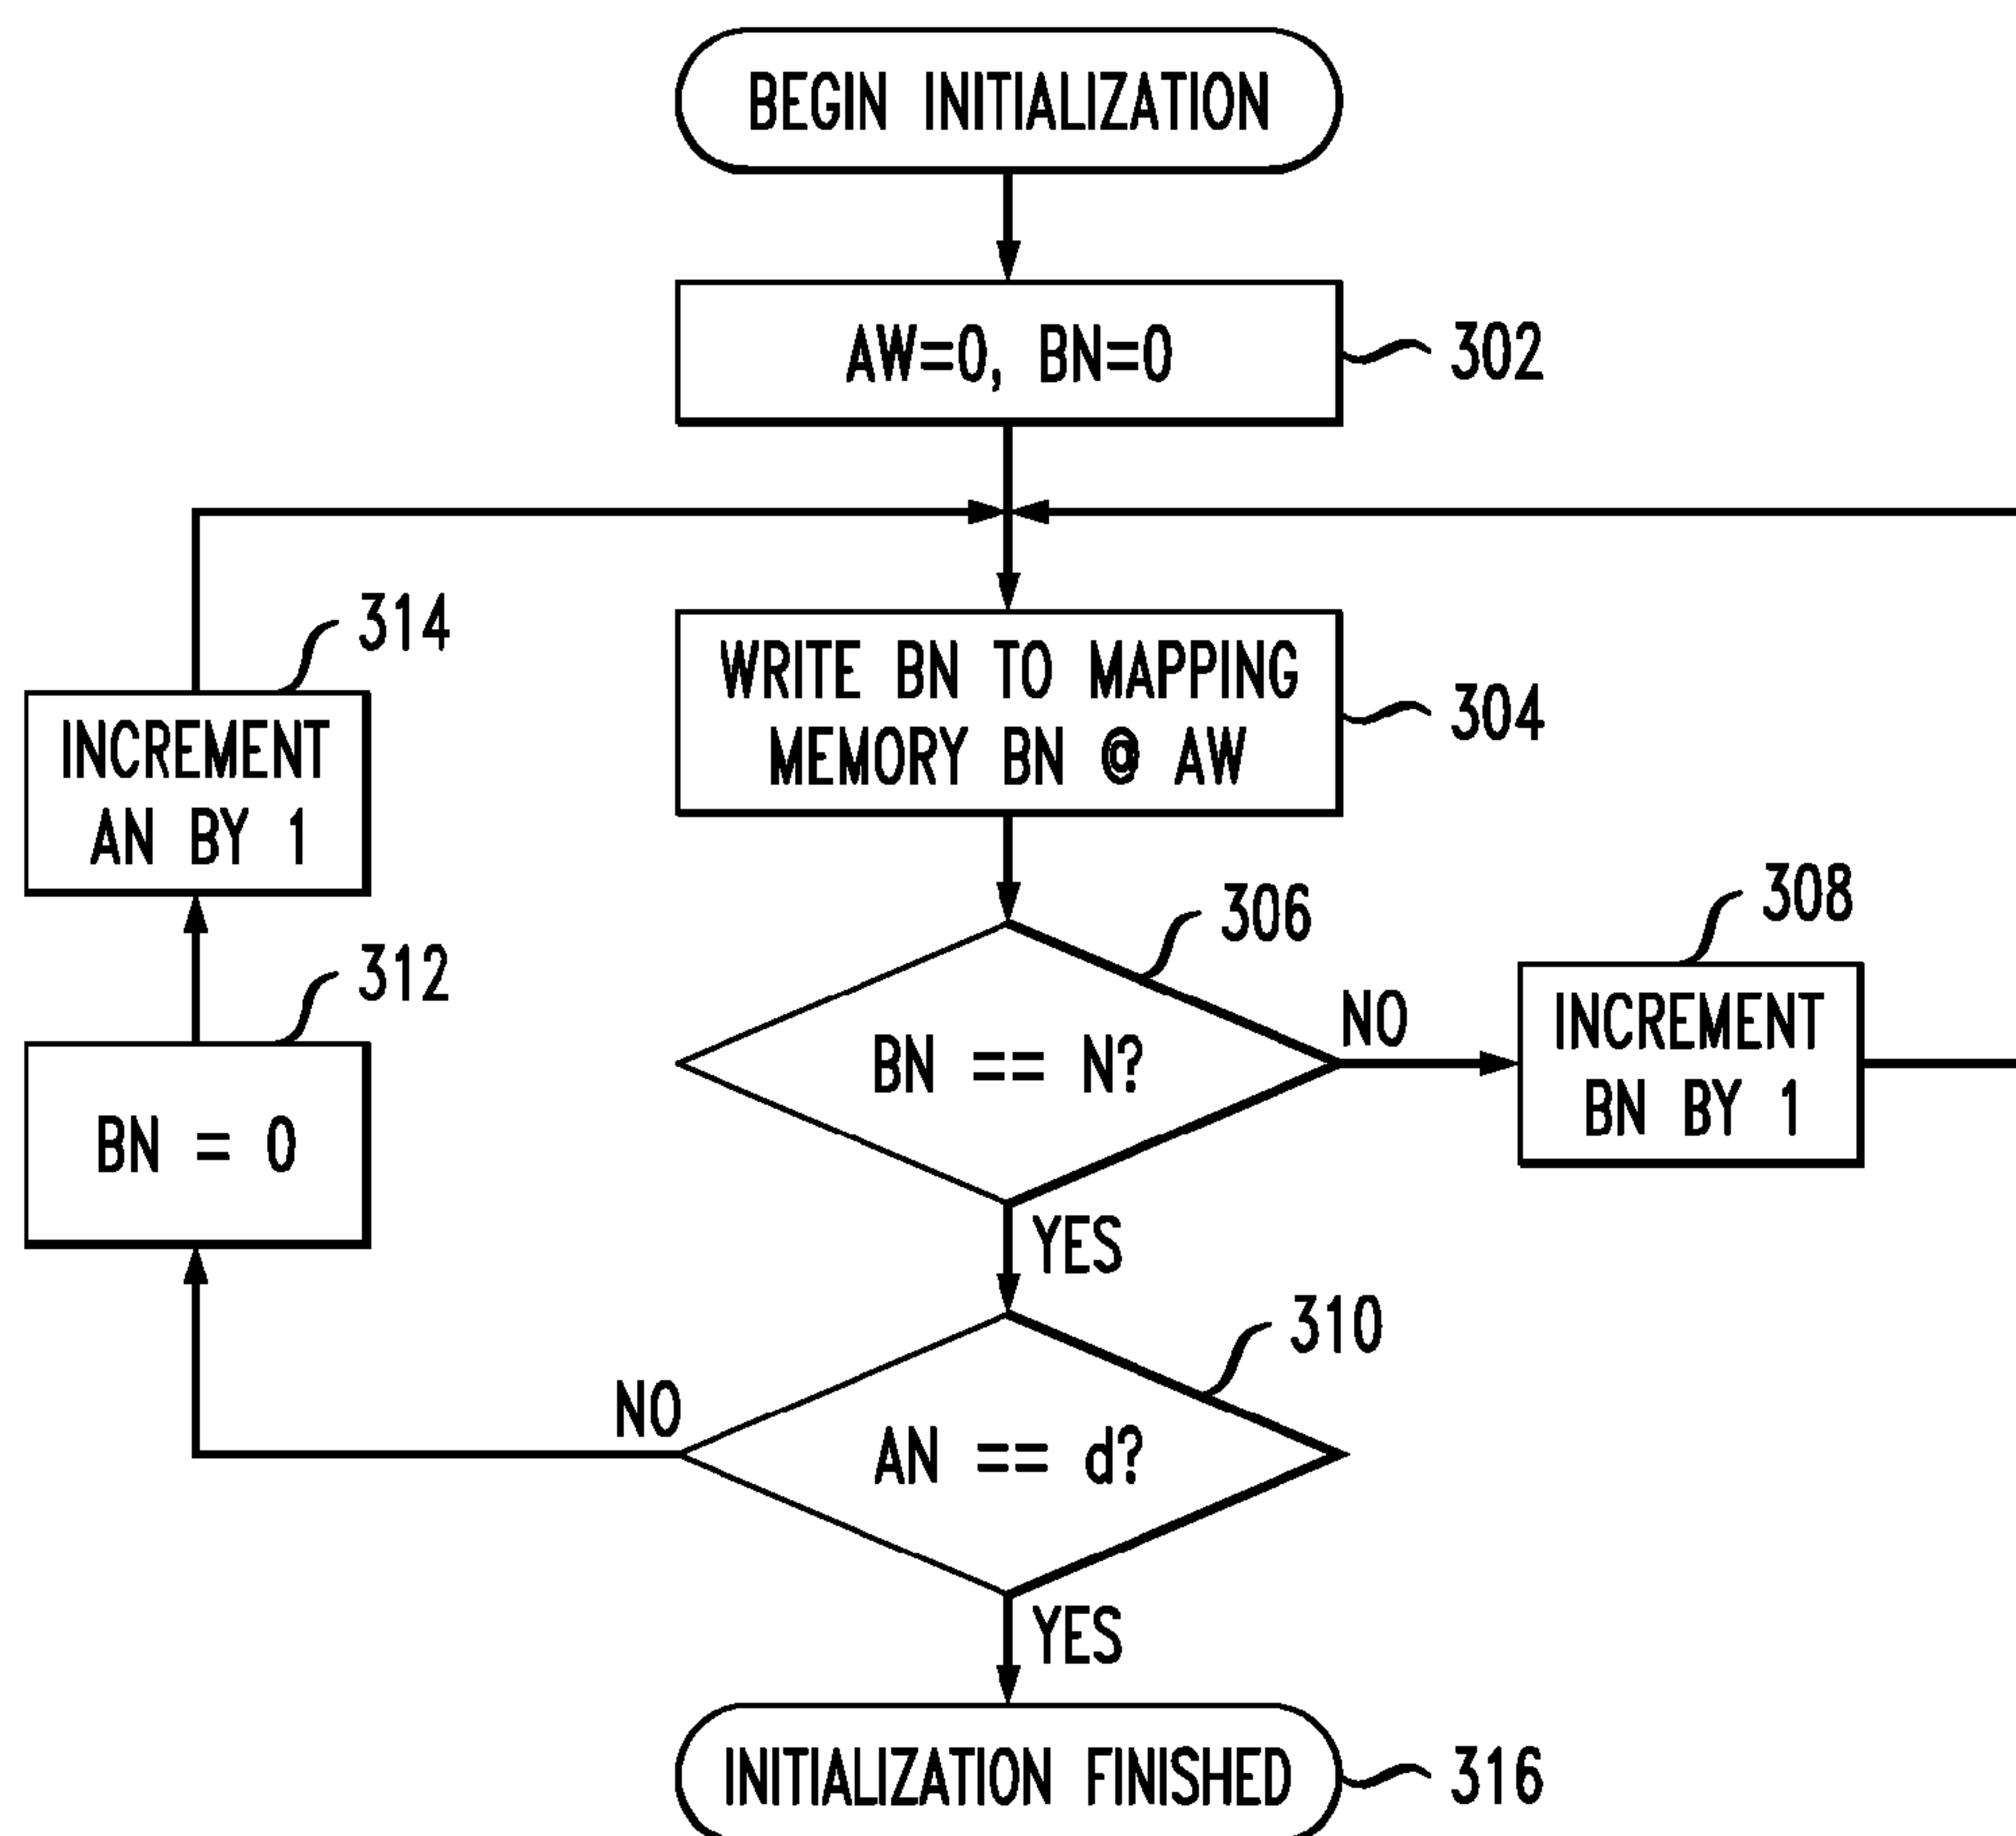 BEGIN INITIALIZATION
AW=0, BN=0
302
314
INCREMENT
AN BY 1
WRITE BN TO MAPPING
MEMORY BN @ AW
304
306
308
312
BN = 0
BN == N?
NO
INCREMENT
BN BY 1
YES
310
NO
AN == d?
YES
INITIALIZATION FINISHED
316